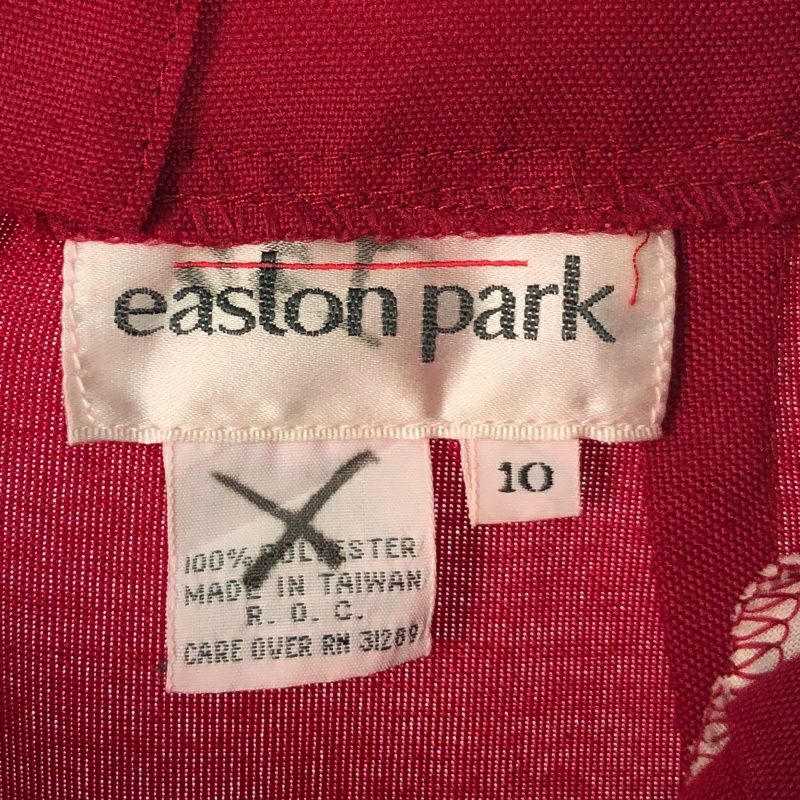 easton park
10
100% POLYESTER
MADE IN TAIWAN
R. O. C.
CARE OVER RN 31289